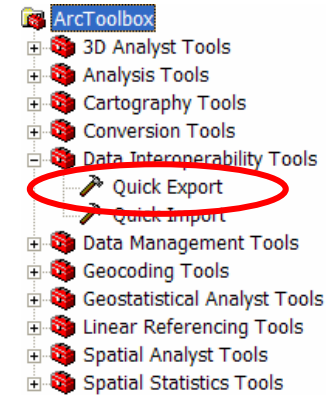 ArcToolbox
3D Analyst Tools
Analysis Tools
Cartography Tools
Conversion Tools
Data Interoperability Tools
Quick Export
Quick Import
Data Management Tools
Geocoding Tools
Geostatistical Analyst Tools
Linear Referencing Tools
Spatial Analyst Tools
Spatial Statistics Tools